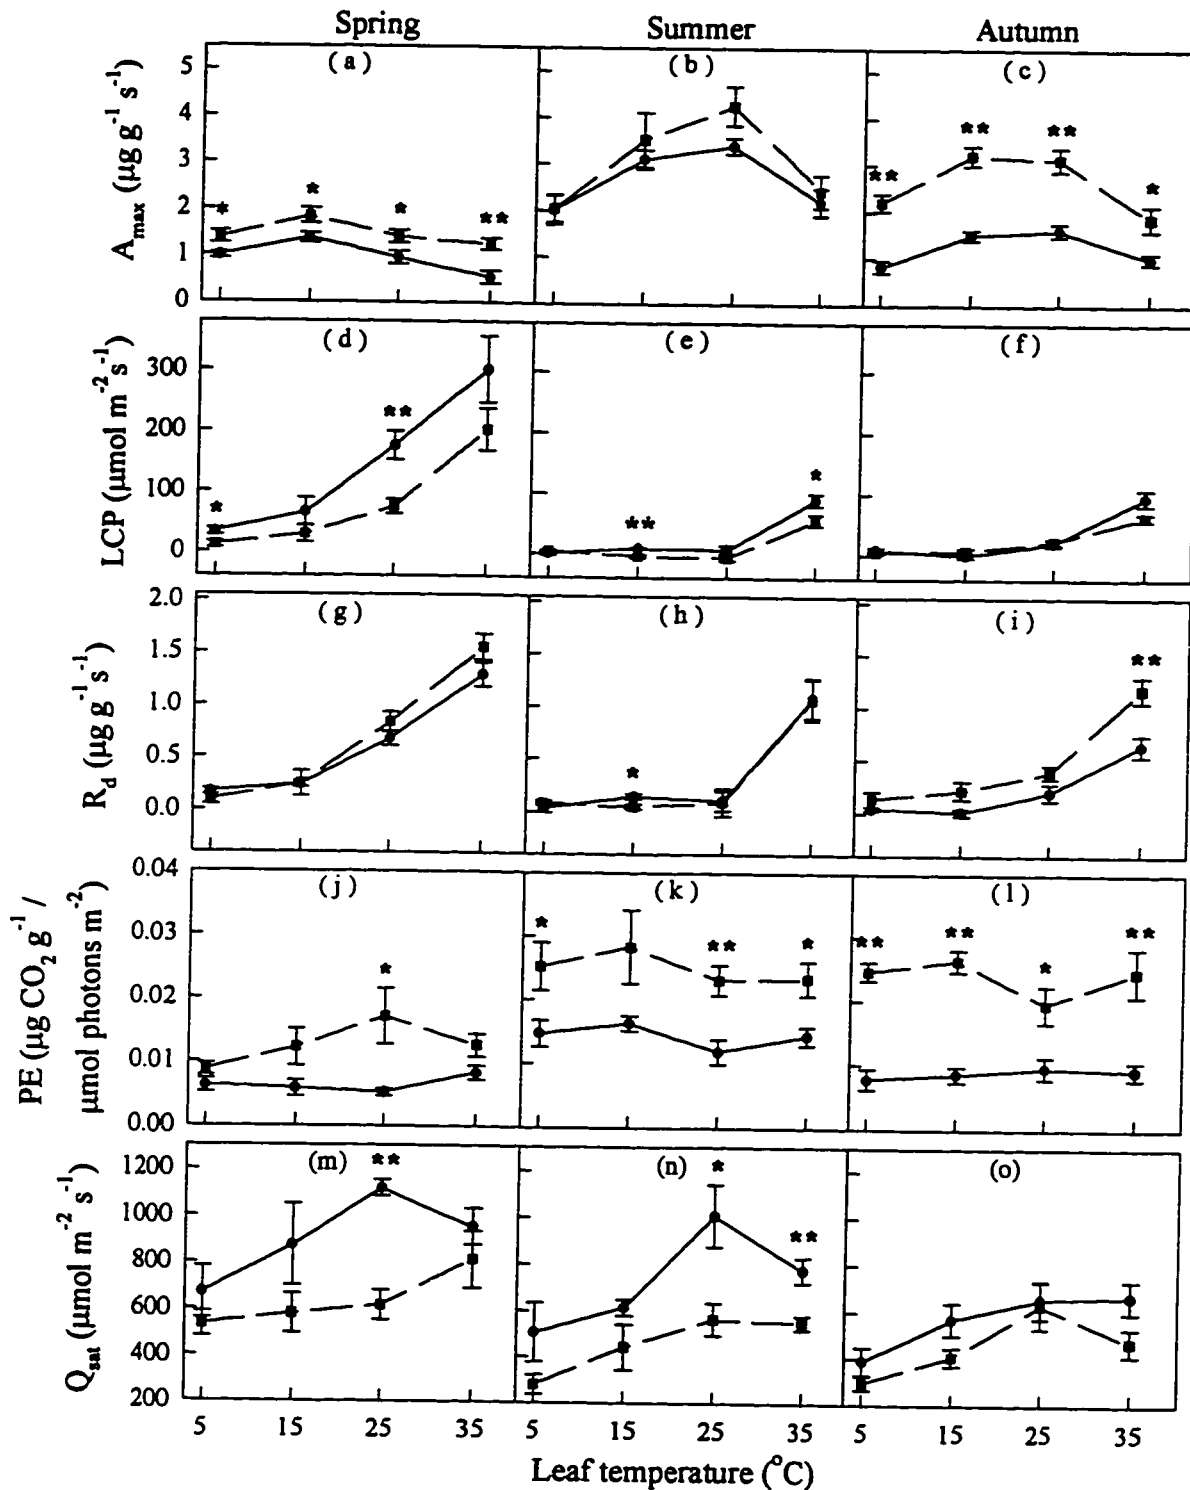 Spring Summer Autumn
(a) (b) (c)
A_max (µg g⁻¹ s⁻¹)
5
4
3
2
1
0
* * * **
** ** ** *
(d) (e) (f)
LCP (µmol m⁻² s⁻¹)
300
200
100
0
* **
** *
(g) (h) (i)
R_d (µg g⁻¹ s⁻¹)
2.0
1.5
1.0
0.5
0.0
*
**
(j) (k) (l)
PE (µg CO₂ g⁻¹ /
µmol photons m⁻²)
0.04
0.03
0.02
0.01
0.00
*
* ** *
** ** * **
(m) (n) (o)
Q_sat (µmol m⁻² s⁻¹)
1200
1000
800
600
400
200
**
* **
5 15 25 35 5 15 25 35 5 15 25 35
Leaf temperature (°C)